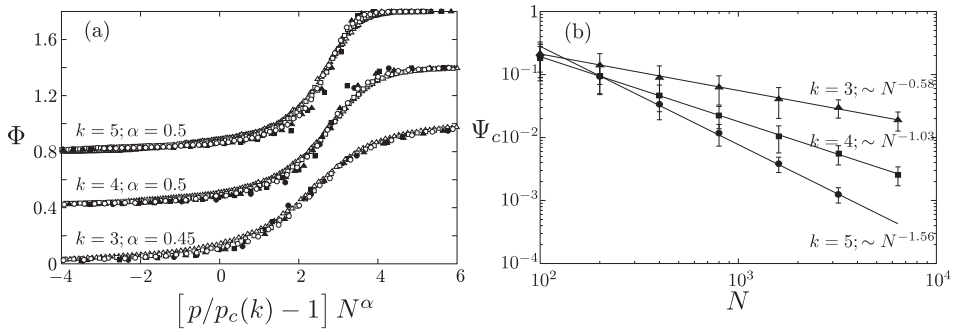 (a)
1.6
1.2
0.8
0.4
0
Φ
k = 5; α = 0.5
k = 4; α = 0.5
k = 3; α = 0.45
−4 −2 0 2 4 6
[p/p_c(k) − 1] N^α
(b)
1
10^−1
10^−2
10^−3
10^−4
Ψ_c
k = 3; ∼ N^−0.58
k = 4; ∼ N^−1.03
k = 5; ∼ N^−1.56
10^2 10^3 10^4
N